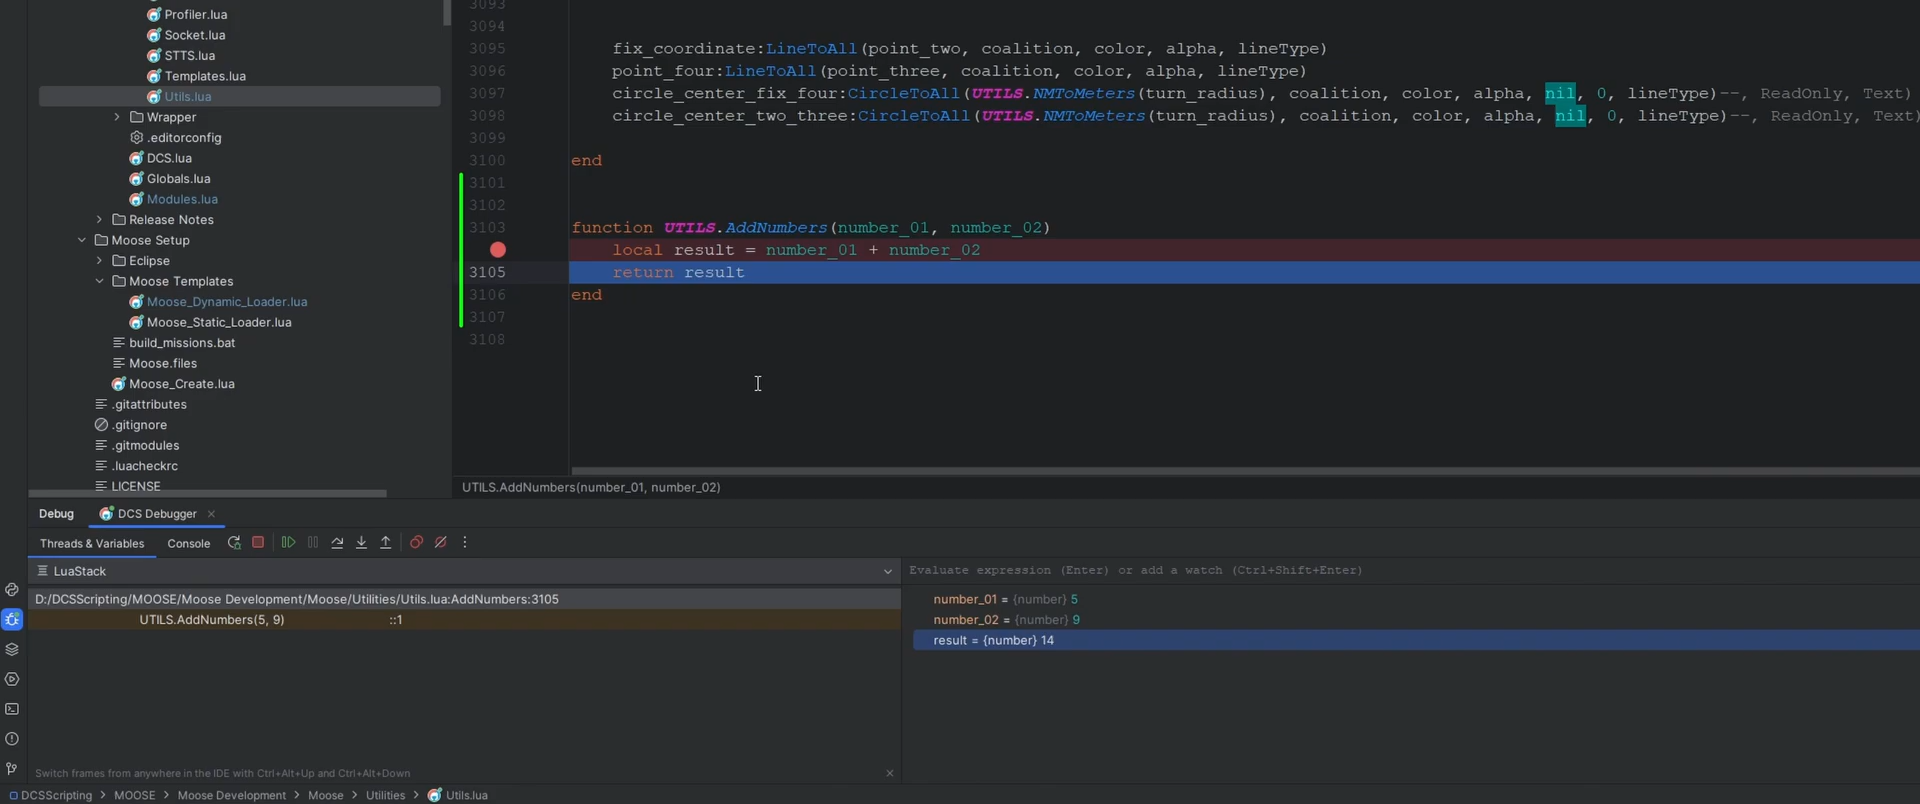 Profiler.lua
Socket.lua
STTS.lua
Templates.lua
Utils.lua
Wrapper
.editorconfig
DCS.lua
Globals.lua
Modules.lua
Release Notes
Moose Setup
Eclipse
Moose Templates
Moose_Dynamic_Loader.lua
Moose_Static_Loader.lua
build_missions.bat
Moose.files
Moose_Create.lua
.gitattributes
.gitignore
.gitmodules
.luacheckrc
LICENSE
3093
3094
3095 fix_coordinate:LineToAll(point_two, coalition, color, alpha, lineType)
3096 point_four:LineToAll(point_three, coalition, color, alpha, lineType)
3097 circle_center_fix_four:CircleToAll(UTILS.NMToMeters(turn_radius), coalition, color, alpha, nil, 0, lineType)--, ReadOnly, Text)
3098 circle_center_two_three:CircleToAll(UTILS.NMToMeters(turn_radius), coalition, color, alpha, nil, 0, lineType)--, ReadOnly, Text)
3099
3100 end
3101
3102
3103 function UTILS.AddNumbers(number_01, number_02)
local result = number_01 + number_02
3105 return result
3106 end
3107
3108
UTILS.AddNumbers(number_01, number_02)
Debug DCS Debugger
Threads & Variables Console
LuaStack
Evaluate expression (Enter) or add a watch (Ctrl+Shift+Enter)
D:/DCSScripting/MOOSE/Moose Development/Moose/Utilities/Utils.lua:AddNumbers:3105
UTILS.AddNumbers(5, 9) ::1
number_01 = {number} 5
number_02 = {number} 9
result = {number} 14
Switch frames from anywhere in the IDE with Ctrl+Alt+Up and Ctrl+Alt+Down
DCSScripting > MOOSE > Moose Development > Moose > Utilities > Utils.lua